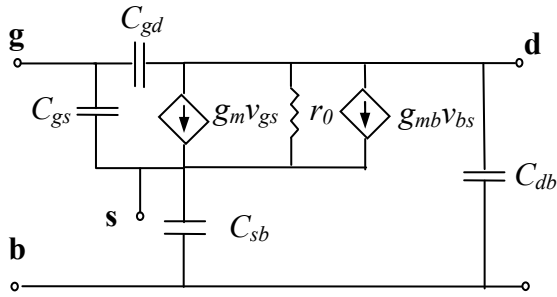 C_gd
g
d
C_gs
g_m v_gs
r_0
g_mb v_bs
C_db
s
C_sb
b